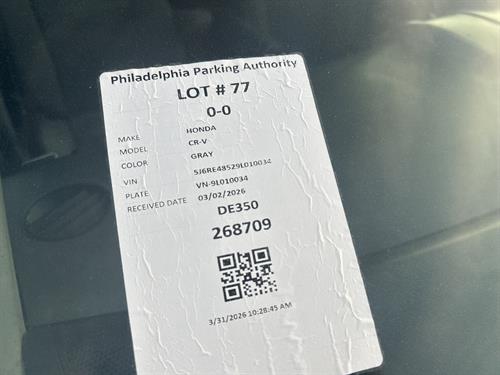 Philadelphia Parking Authority
LOT # 77
0-0
MAKE HONDA
MODEL CR-V
COLOR GRAY
VIN 5J6RE48529L010034
PLATE VN-9L010034
RECEIVED DATE 03/02/2026
DE350
268709
3/31/2026 10:28:45 AM